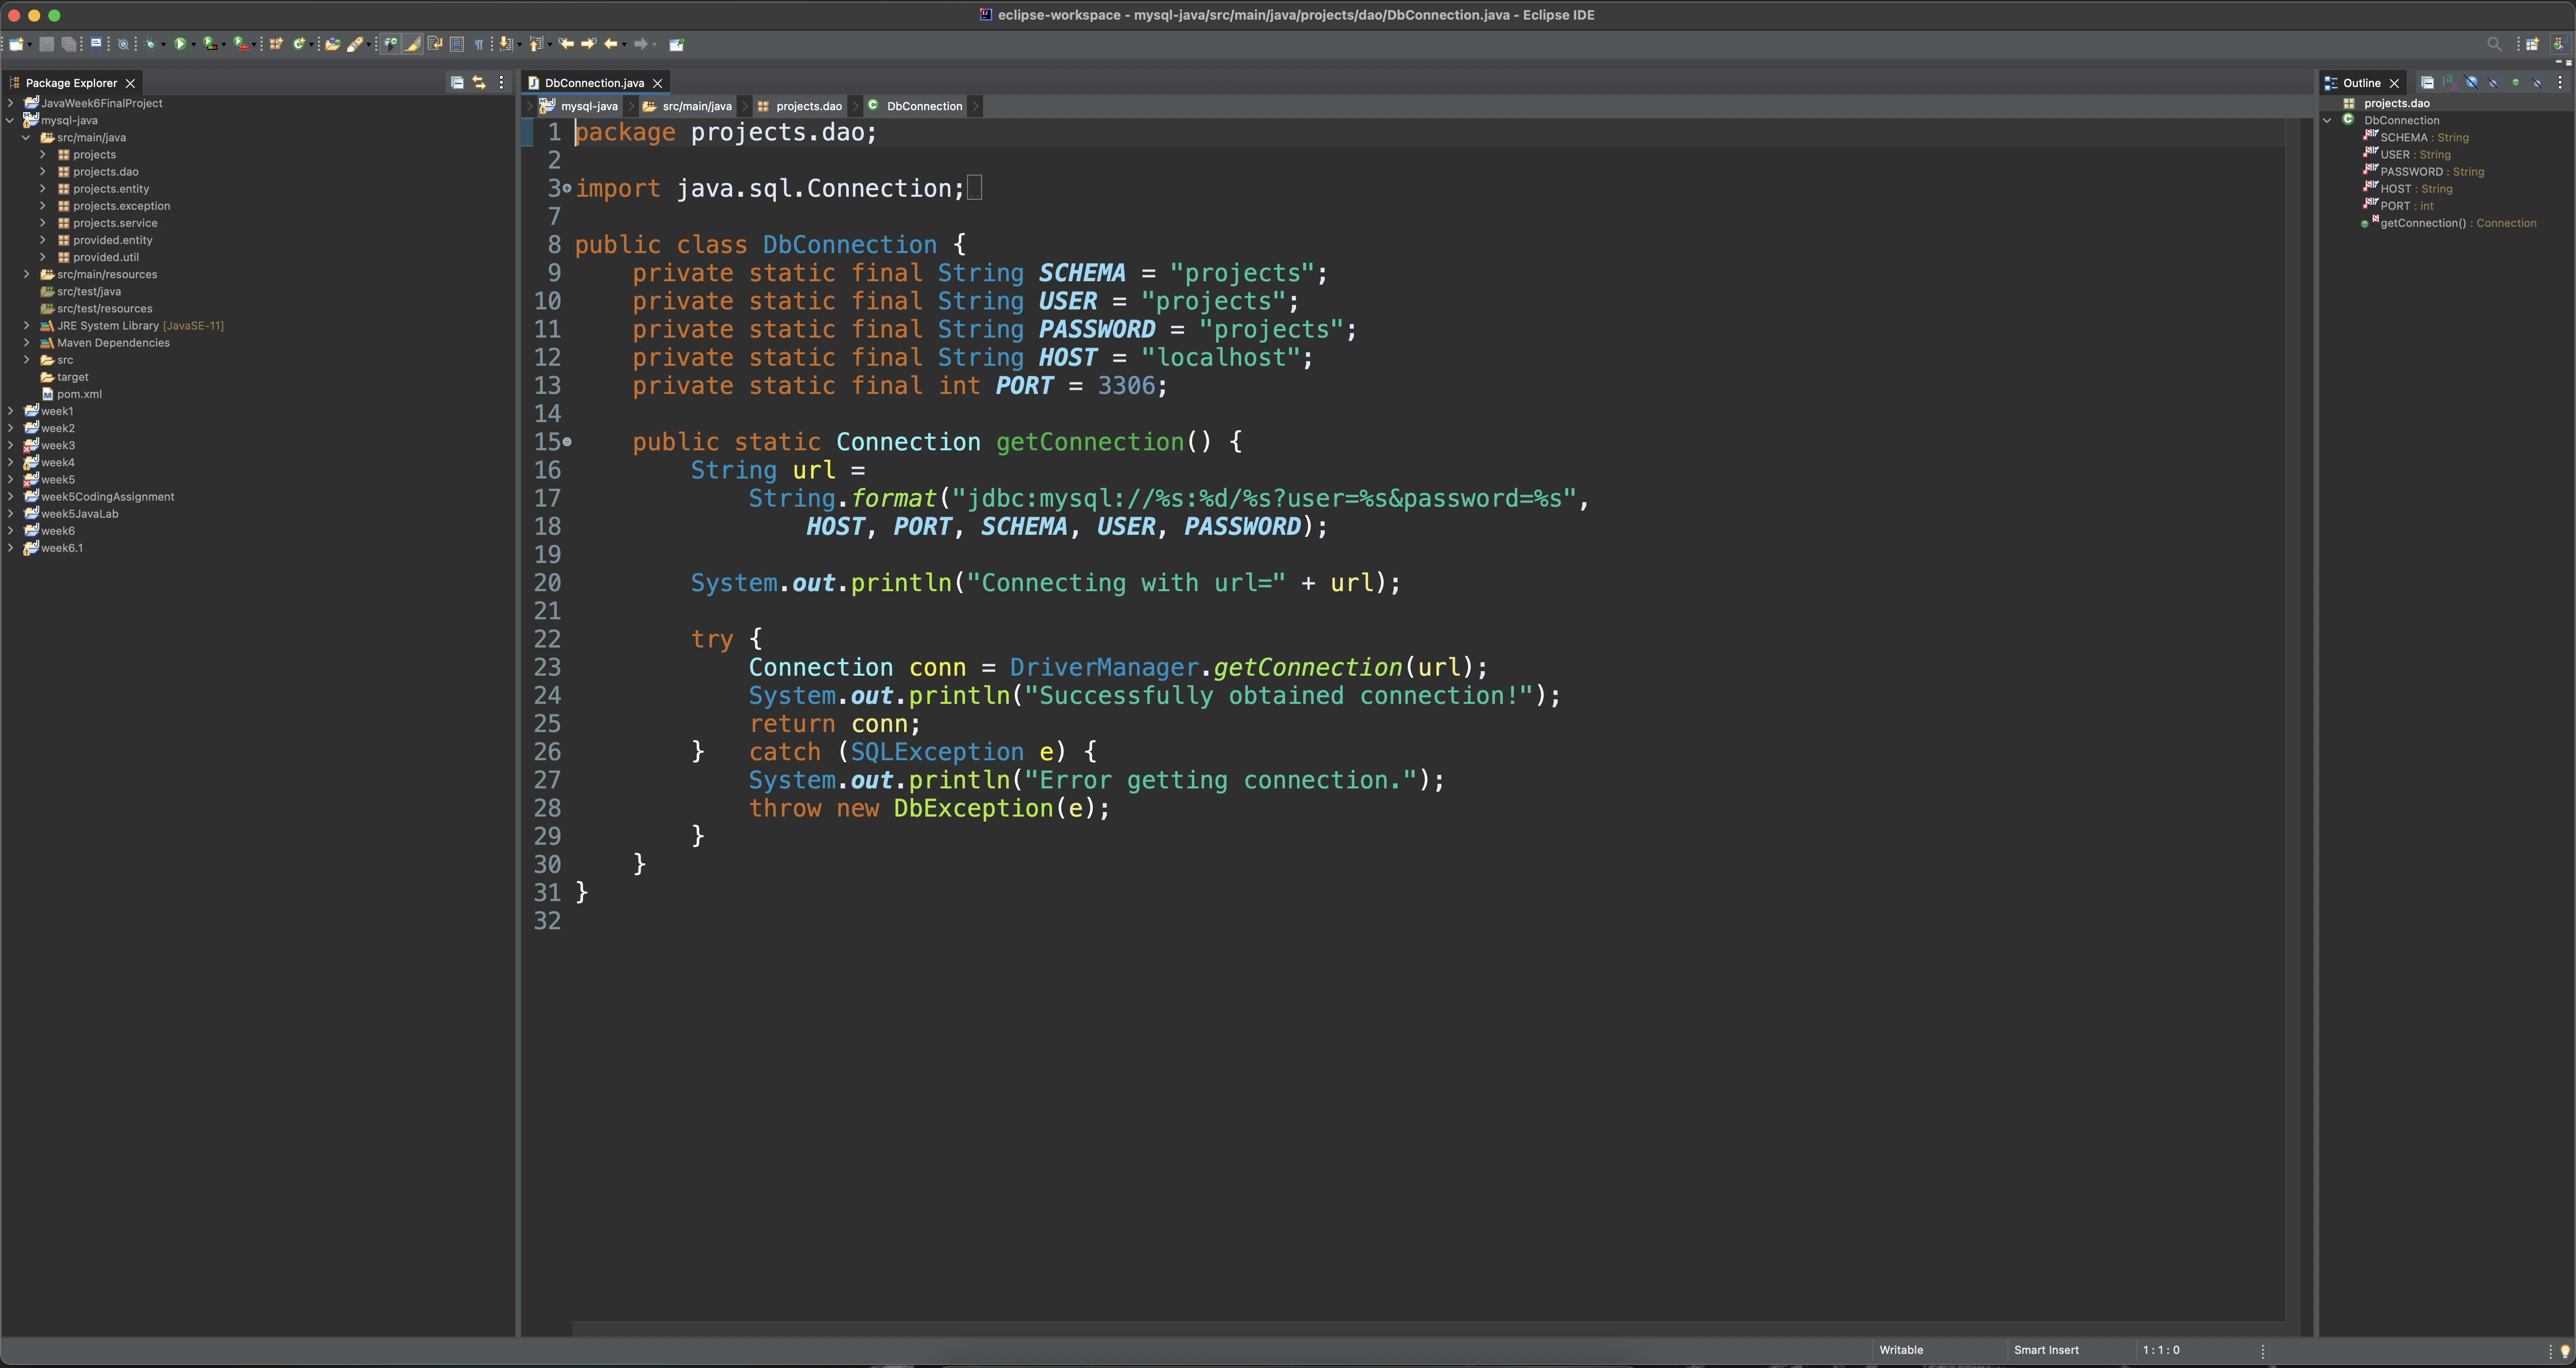 eclipse-workspace - mysql-java/src/main/java/projects/dao/DbConnection.java - Eclipse IDE
Package Explorer
JavaWeek6FinalProject
mysql-java
src/main/java
projects
projects.dao
projects.entity
projects.exception
projects.service
provided.entity
provided.util
src/main/resources
src/test/java
src/test/resources
JRE System Library [JavaSE-11]
Maven Dependencies
src
target
pom.xml
week1
week2
week3
week4
week5
week5CodingAssignment
week5JavaLab
week6
week6.1
DbConnection.java
mysql-java src/main/java projects.dao DbConnection
1 package projects.dao;
2
3 import java.sql.Connection;
7
8 public class DbConnection {
9     private static final String SCHEMA = "projects";
10     private static final String USER = "projects";
11     private static final String PASSWORD = "projects";
12     private static final String HOST = "localhost";
13     private static final int PORT = 3306;
14
15     public static Connection getConnection() {
16         String url =
17             String.format("jdbc:mysql://%s:%d/%s?user=%s&password=%s",
18                 HOST, PORT, SCHEMA, USER, PASSWORD);
19
20         System.out.println("Connecting with url=" + url);
21
22         try {
23             Connection conn = DriverManager.getConnection(url);
24             System.out.println("Successfully obtained connection!");
25             return conn;
26         }   catch (SQLException e) {
27             System.out.println("Error getting connection.");
28             throw new DbException(e);
29         }
30     }
31 }
32
Outline
projects.dao
DbConnection
SCHEMA : String
USER : String
PASSWORD : String
HOST : String
PORT : int
getConnection() : Connection
Writable
Smart Insert
1 : 1 : 0